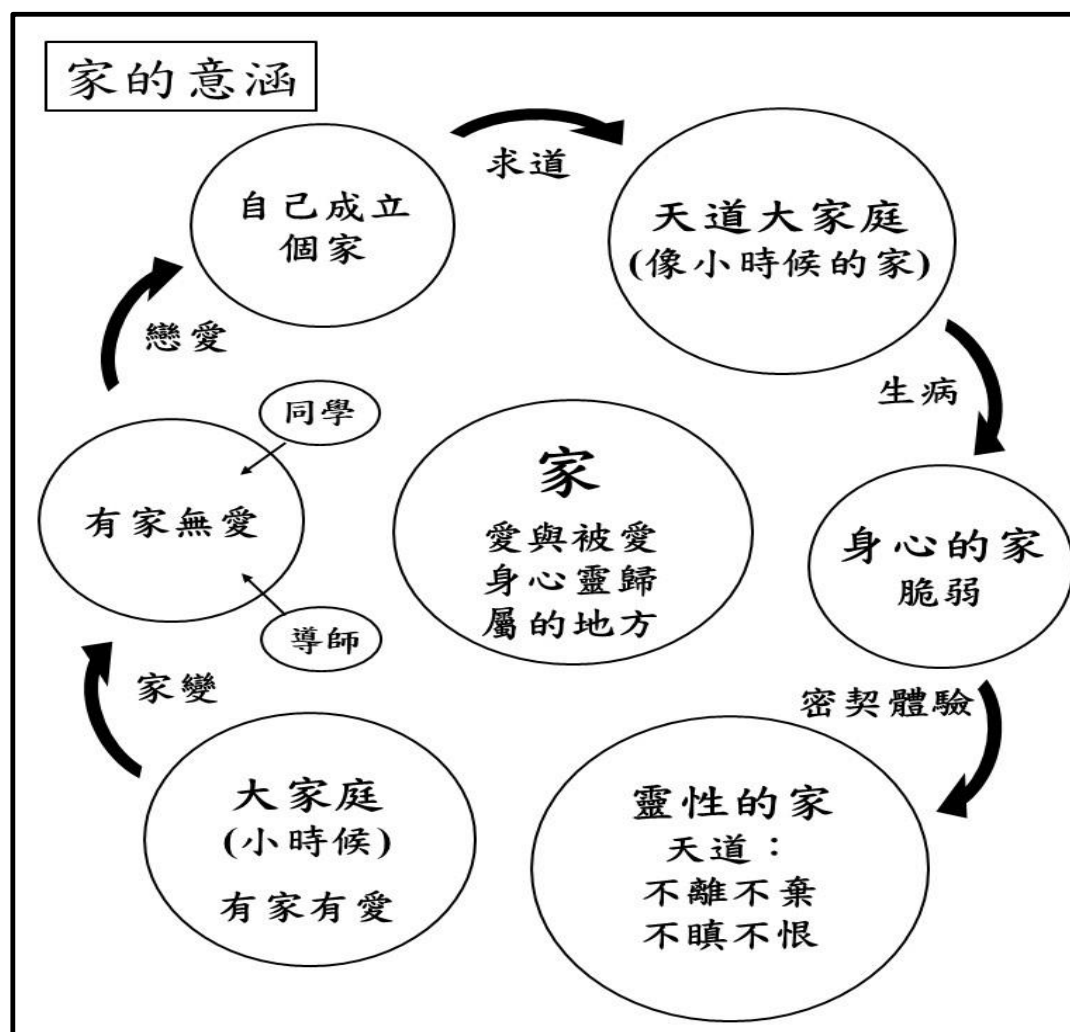 家的意涵
求道
自己成立
個家
天道大家庭
(像小時候的家)
戀愛
生病
同學
有家無愛
家
愛與被愛
身心靈歸
屬的地方
身心的家
脆弱
導師
家變
密契體驗
大家庭
(小時候)
有家有愛
靈性的家
天道：
不離不棄
不瞋不恨